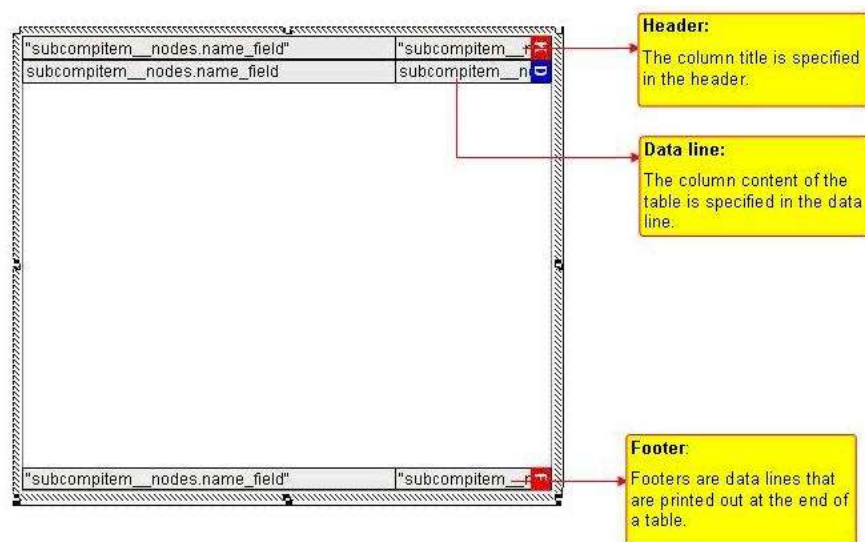 "subcompitem__nodes.name_field" "subcompitem__
subcompitem__nodes.name_field subcompitem__n D
"subcompitem__nodes.name_field" "subcompitem__ F
Header:
The column title is specified
in the header.
Data line:
The column content of the
table is specified in the data
line.
Footer:
Footers are data lines that
are printed out at the end of
a table.